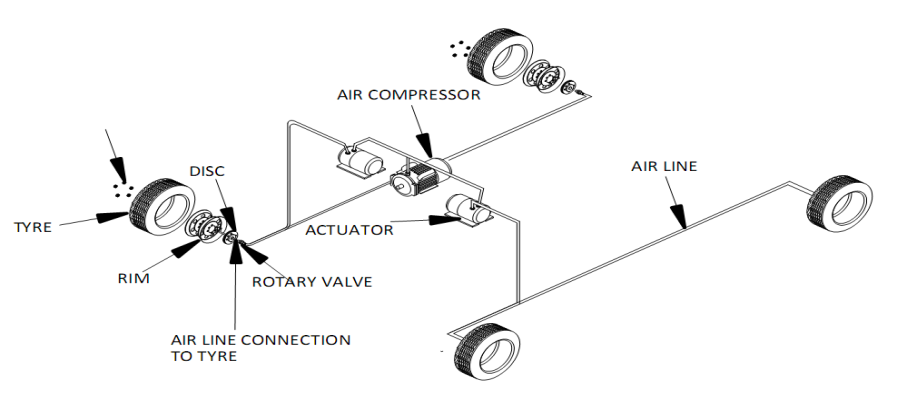 AIR COMPRESSOR
AIR LINE
DISC
TYRE
ACTUATOR
RIM
ROTARY VALVE
AIR LINE CONNECTION
TO TYRE